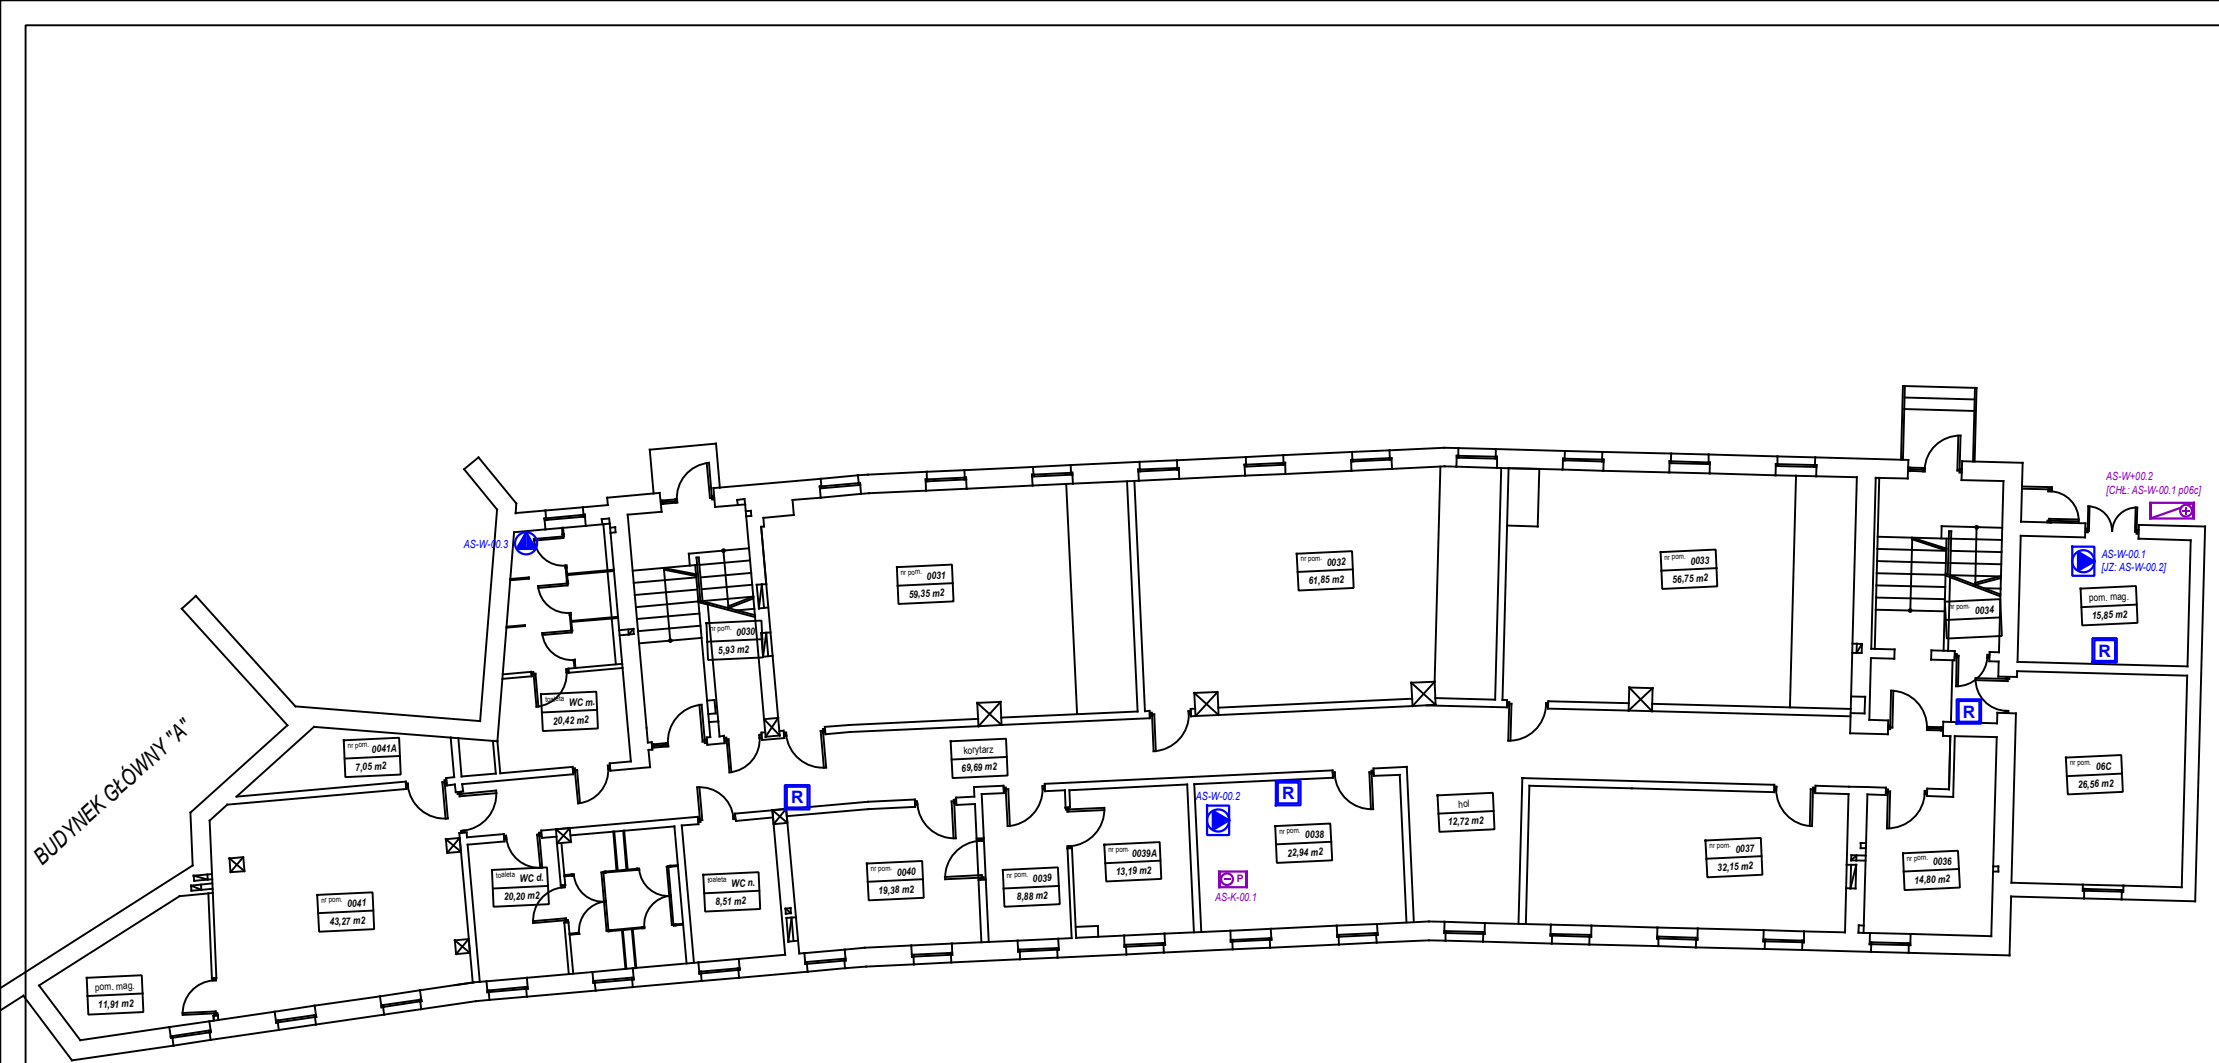 AS-W+00.2
[CHŁ: AS-W-00.1 p06c]
AS-W-00.3
AS-W-00.1
[JZ: AS-W-00.2]
nr pom. 0031
59,35 m2
nr pom. 0032
61,85 m2
nr pom. 0033
56,75 m2
nr pom. 0034
pom. mag.
15,85 m2
nr pom. 0030
5,93 m2
R
toaleta WC m.
20,42 m2
R
BUDYNEK GŁÓWNY "A"
nr pom. 0041A
7,05 m2
korytarz
69,69 m2
nr pom. 06C
26,56 m2
R
AS-W-00.2
R
hol
12,72 m2
nr pom. 0038
22,94 m2
nr pom. 0039A
13,19 m2
nr pom. 0037
32,15 m2
nr pom. 0036
14,80 m2
nr pom. 0040
19,38 m2
nr pom. 0039
8,88 m2
P
AS-K-00.1
toaleta WC d.
20,20 m2
toaleta WC n.
8,51 m2
nr pom. 0041
43,27 m2
pom. mag.
11,91 m2